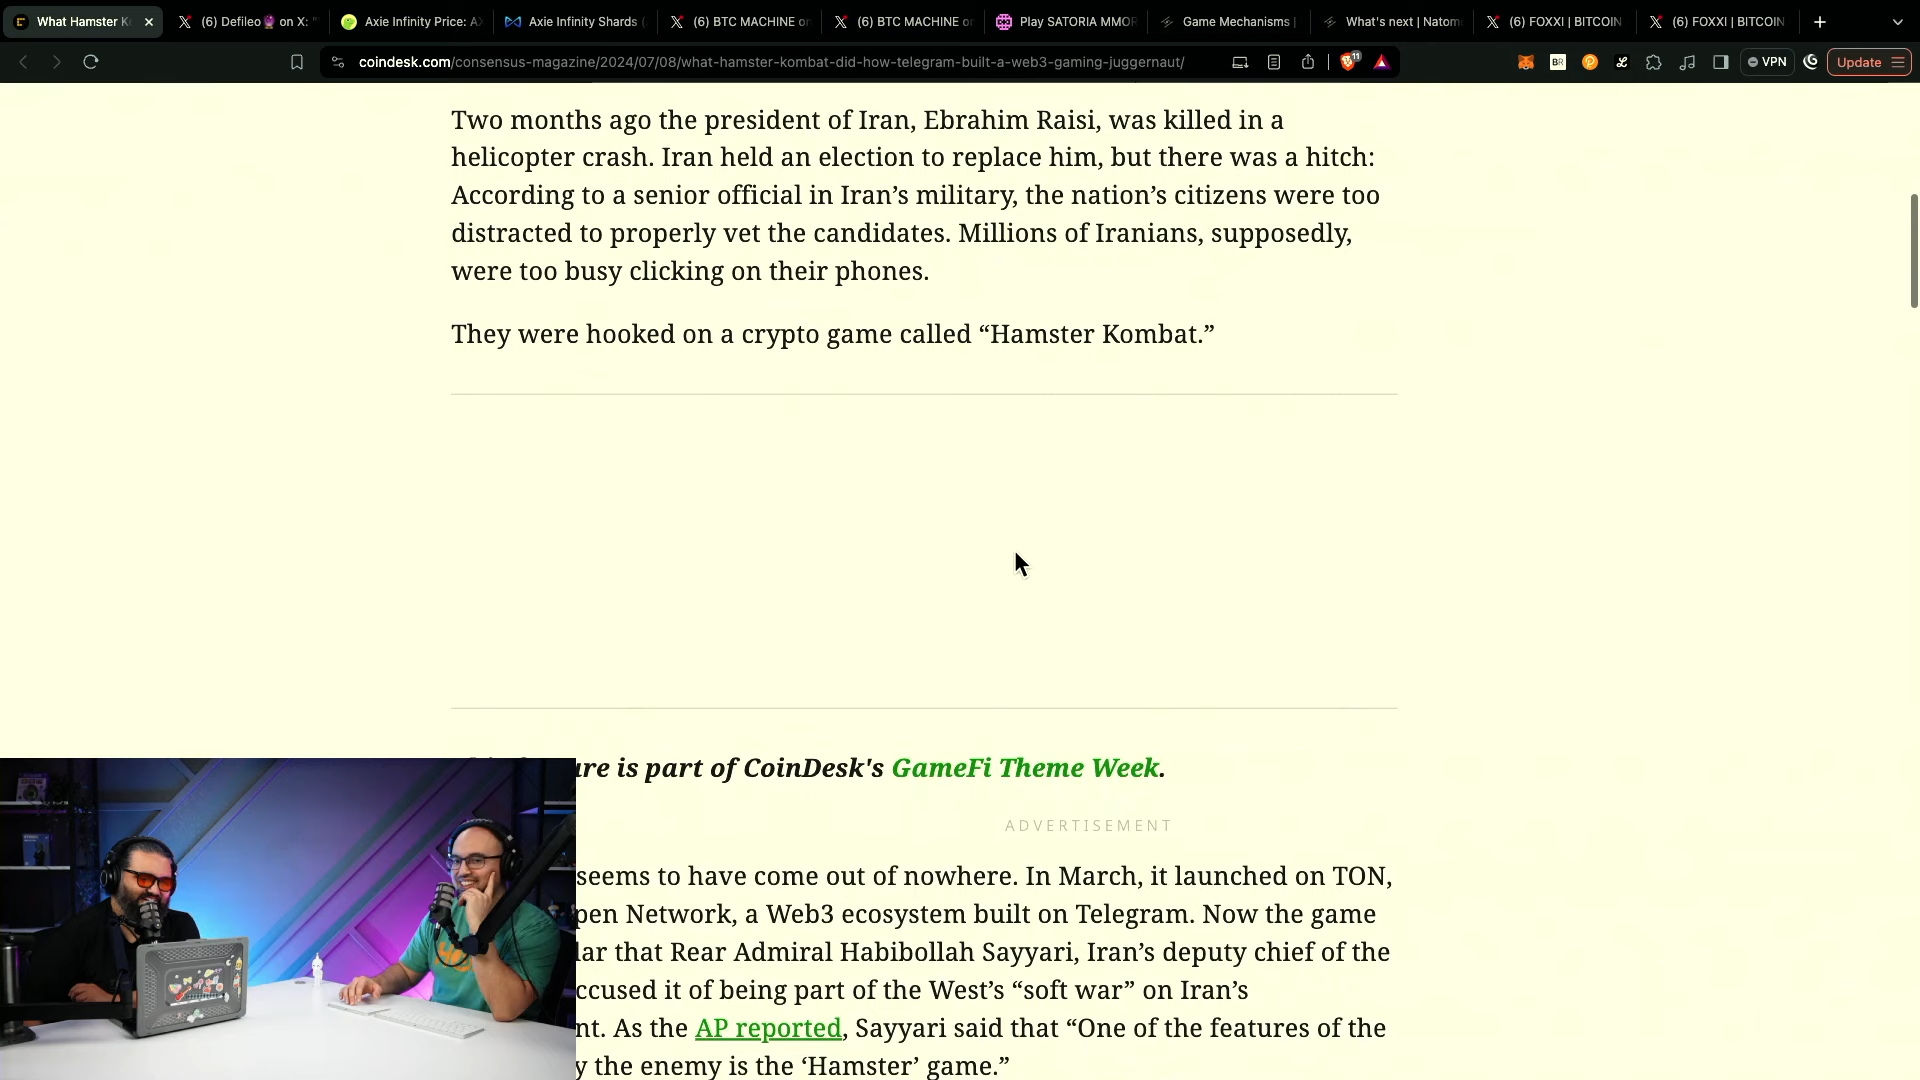 What Hamster K
(6) Defileo🔮 on X: "
Axie Infinity Price: AX
Axie Infinity Shards (
(6) BTC MACHINE on
(6) BTC MACHINE on
Play SATORIA MMOR
Game Mechanisms |
What's next | Natom
(6) FOXXI | BITCOIN
(6) FOXXI | BITCOIN
coindesk.com/consensus-magazine/2024/07/08/what-hamster-kombat-did-how-telegram-built-a-web3-gaming-juggernaut/
11
BR
VPN
Update
Two months ago the president of Iran, Ebrahim Raisi, was killed in a
helicopter crash. Iran held an election to replace him, but there was a hitch:
According to a senior official in Iran’s military, the nation’s citizens were too
distracted to properly vet the candidates. Millions of Iranians, supposedly,
were too busy clicking on their phones.
They were hooked on a crypto game called “Hamster Kombat.”
ure is part of CoinDesk's GameFi Theme Week.
ADVERTISEMENT
seems to have come out of nowhere. In March, it launched on TON,
pen Network, a Web3 ecosystem built on Telegram. Now the game
lar that Rear Admiral Habibollah Sayyari, Iran’s deputy chief of the
ccused it of being part of the West’s “soft war” on Iran’s
nt. As the AP reported, Sayyari said that “One of the features of the
y the enemy is the ‘Hamster’ game.”